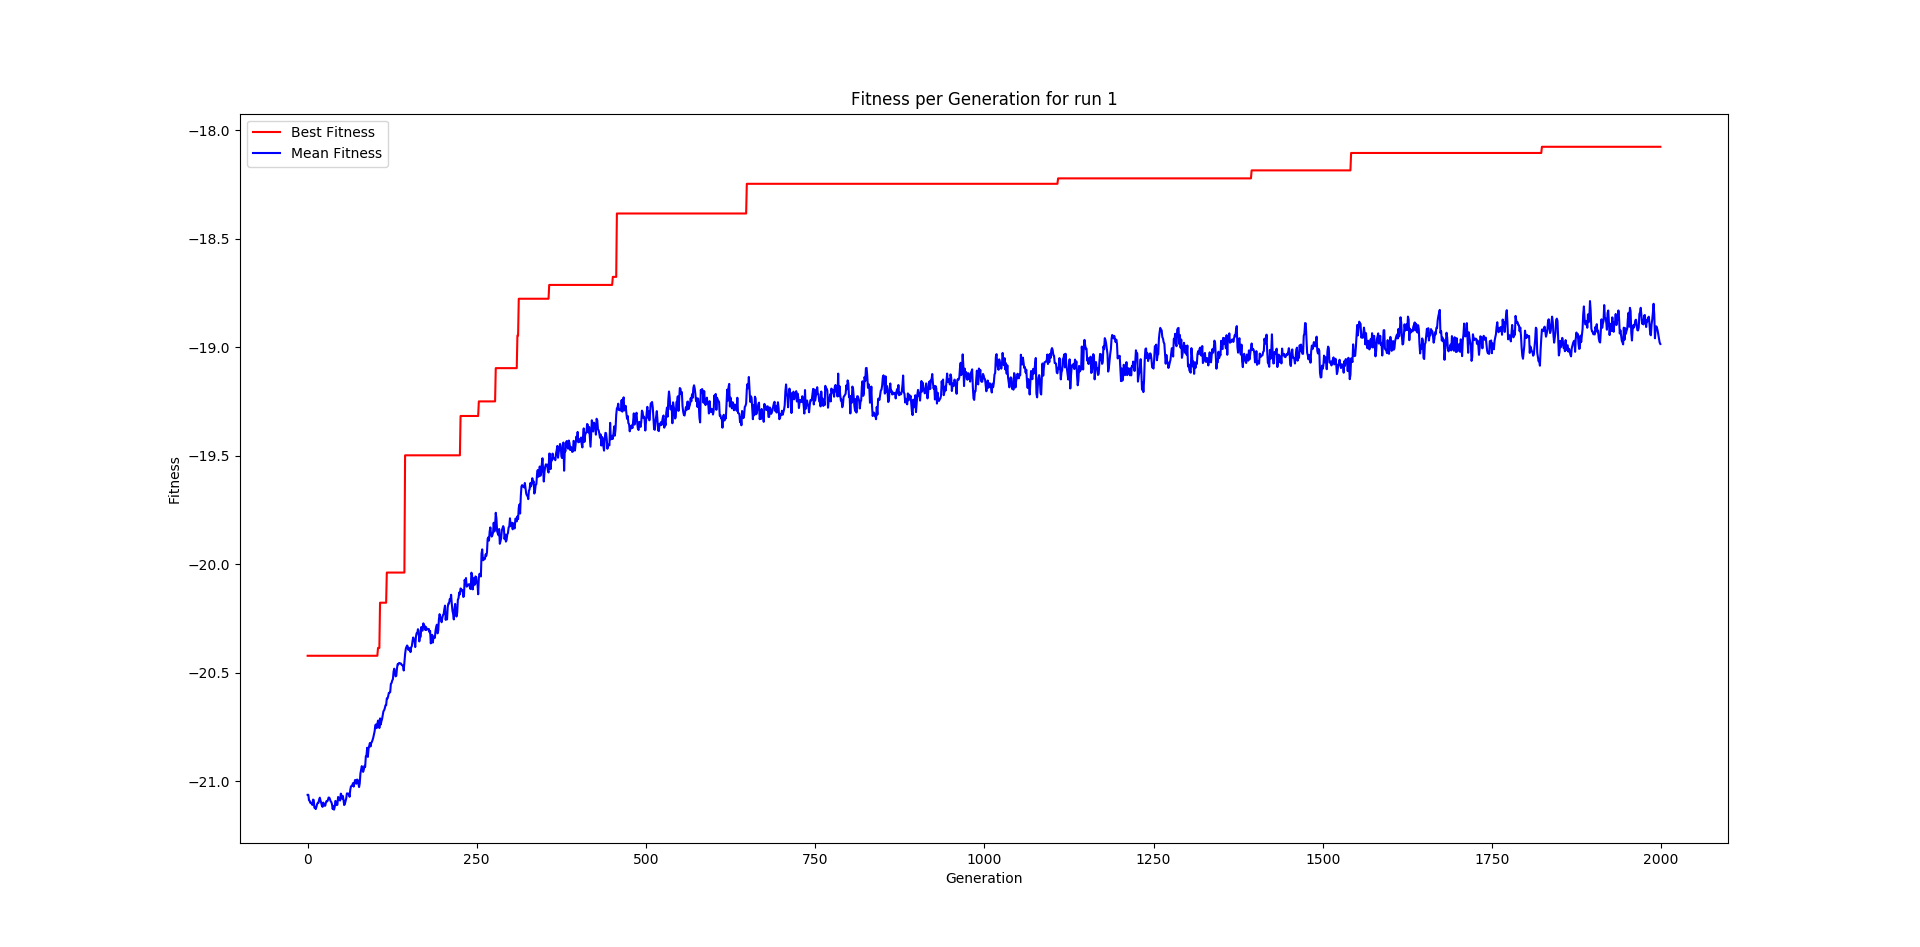 Fitness per Generation for run 1
Best Fitness
Mean Fitness
−18.0
−18.5
−19.0
−19.5
−20.0
−20.5
−21.0
Fitness
0 250 500 750 1000 1250 1500 1750 2000
Generation